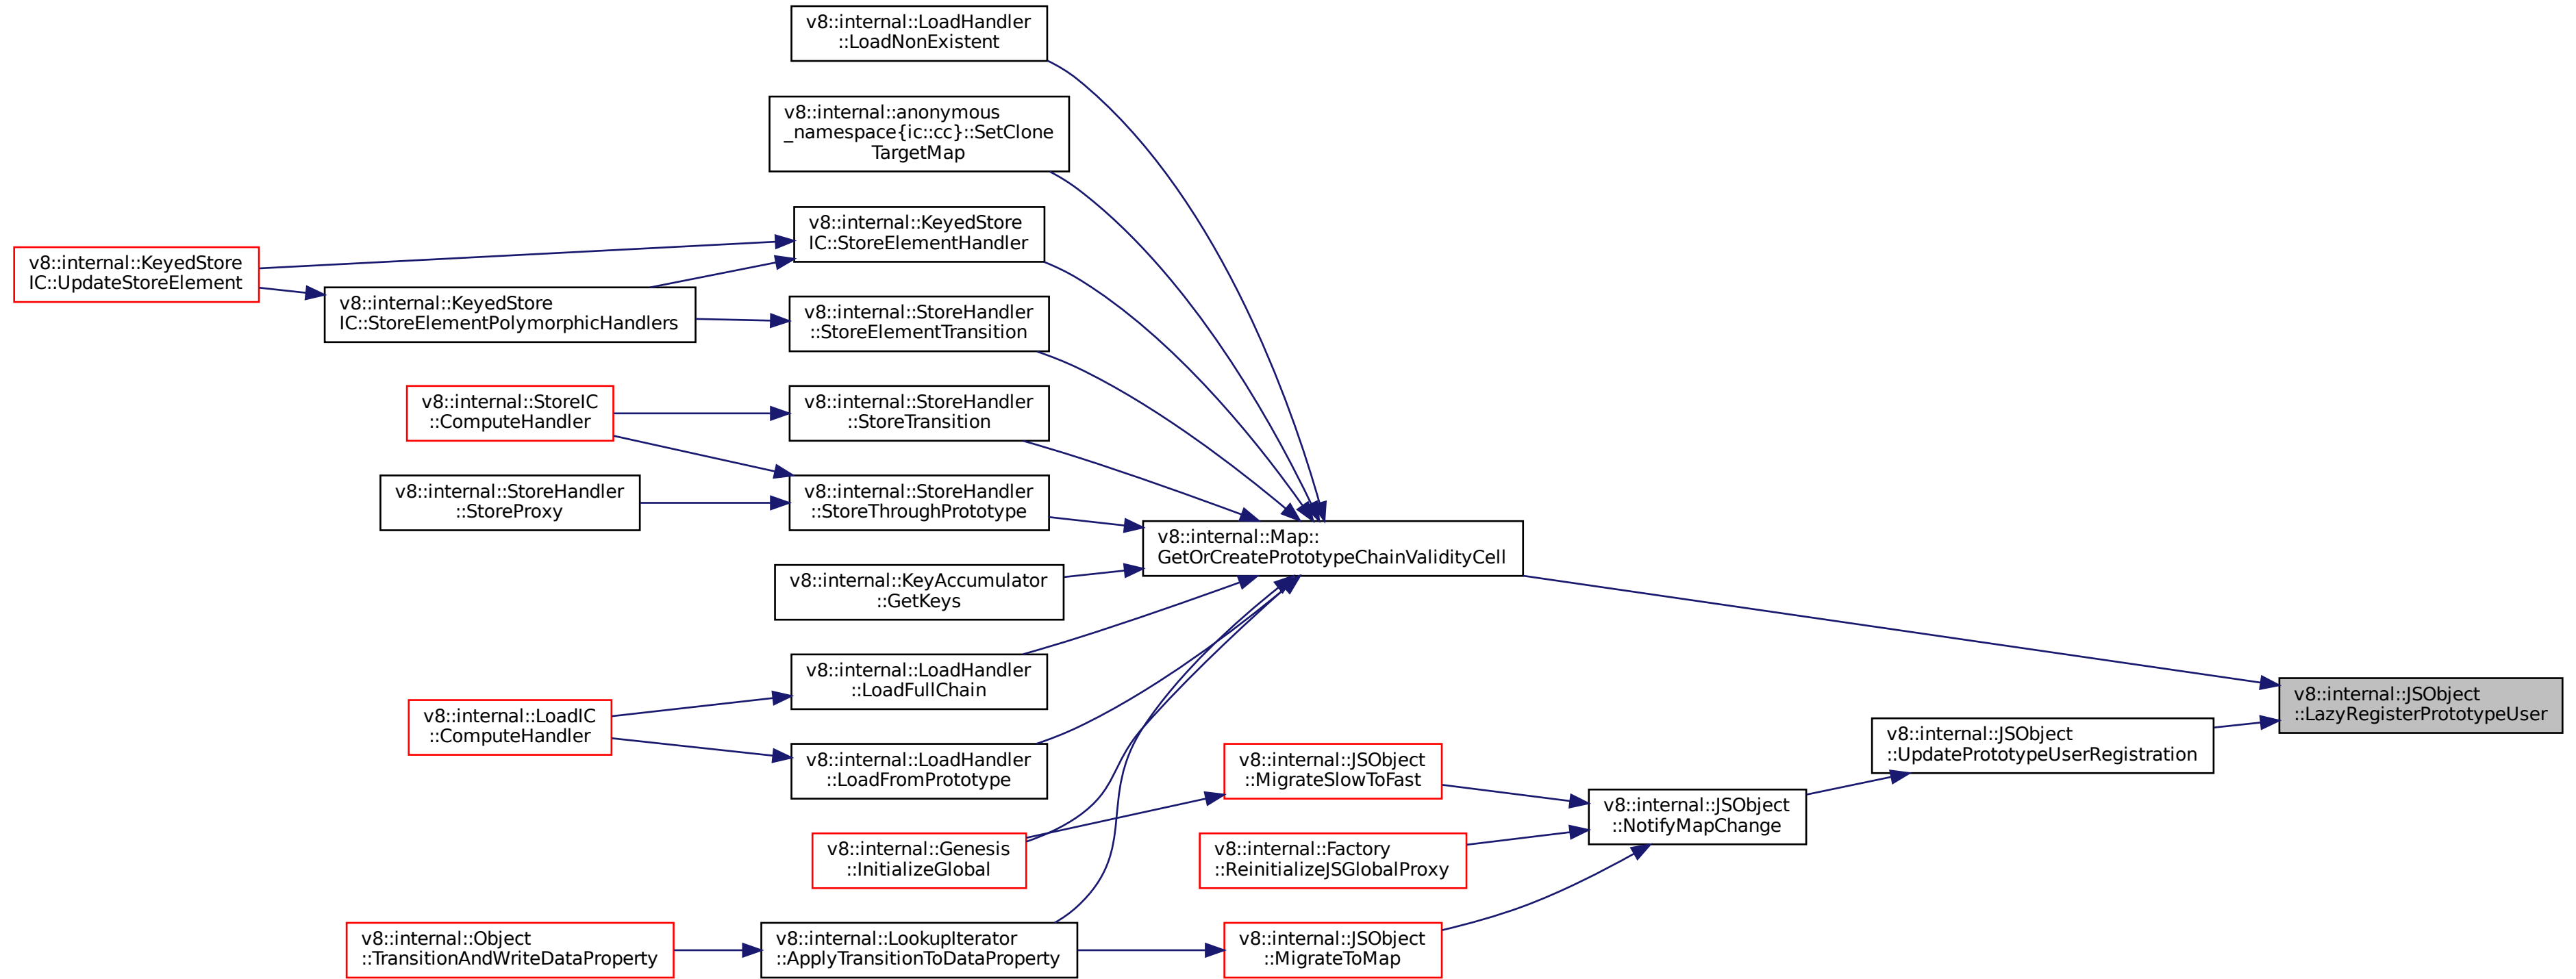 v8::internal::LoadHandler
::LoadNonExistent
v8::internal::anonymous
_namespace{ic::cc}::SetClone
TargetMap
v8::internal::KeyedStore
IC::StoreElementHandler
v8::internal::KeyedStore
IC::UpdateStoreElement
v8::internal::KeyedStore
IC::StoreElementPolymorphicHandlers
v8::internal::StoreHandler
::StoreElementTransition
v8::internal::StoreIC
::ComputeHandler
v8::internal::StoreHandler
::StoreTransition
v8::internal::StoreHandler
::StoreProxy
v8::internal::StoreHandler
::StoreThroughPrototype
v8::internal::Map::
GetOrCreatePrototypeChainValidityCell
v8::internal::KeyAccumulator
::GetKeys
v8::internal::LoadHandler
::LoadFullChain
v8::internal::JSObject
::LazyRegisterPrototypeUser
v8::internal::LoadIC
::ComputeHandler
v8::internal::JSObject
::UpdatePrototypeUserRegistration
v8::internal::LoadHandler
::LoadFromPrototype
v8::internal::JSObject
::MigrateSlowToFast
v8::internal::JSObject
::NotifyMapChange
v8::internal::Genesis
::InitializeGlobal
v8::internal::Factory
::ReinitializeJSGlobalProxy
v8::internal::Object
::TransitionAndWriteDataProperty
v8::internal::LookupIterator
::ApplyTransitionToDataProperty
v8::internal::JSObject
::MigrateToMap